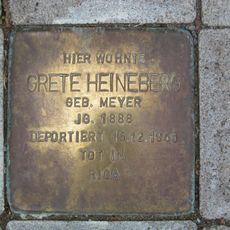 HIER WOHNTE
GRETE HEINEBERG
GEB. MEYER
JG. 1888
DEPORTIERT 15.12.1941
TOT IN
RIGA